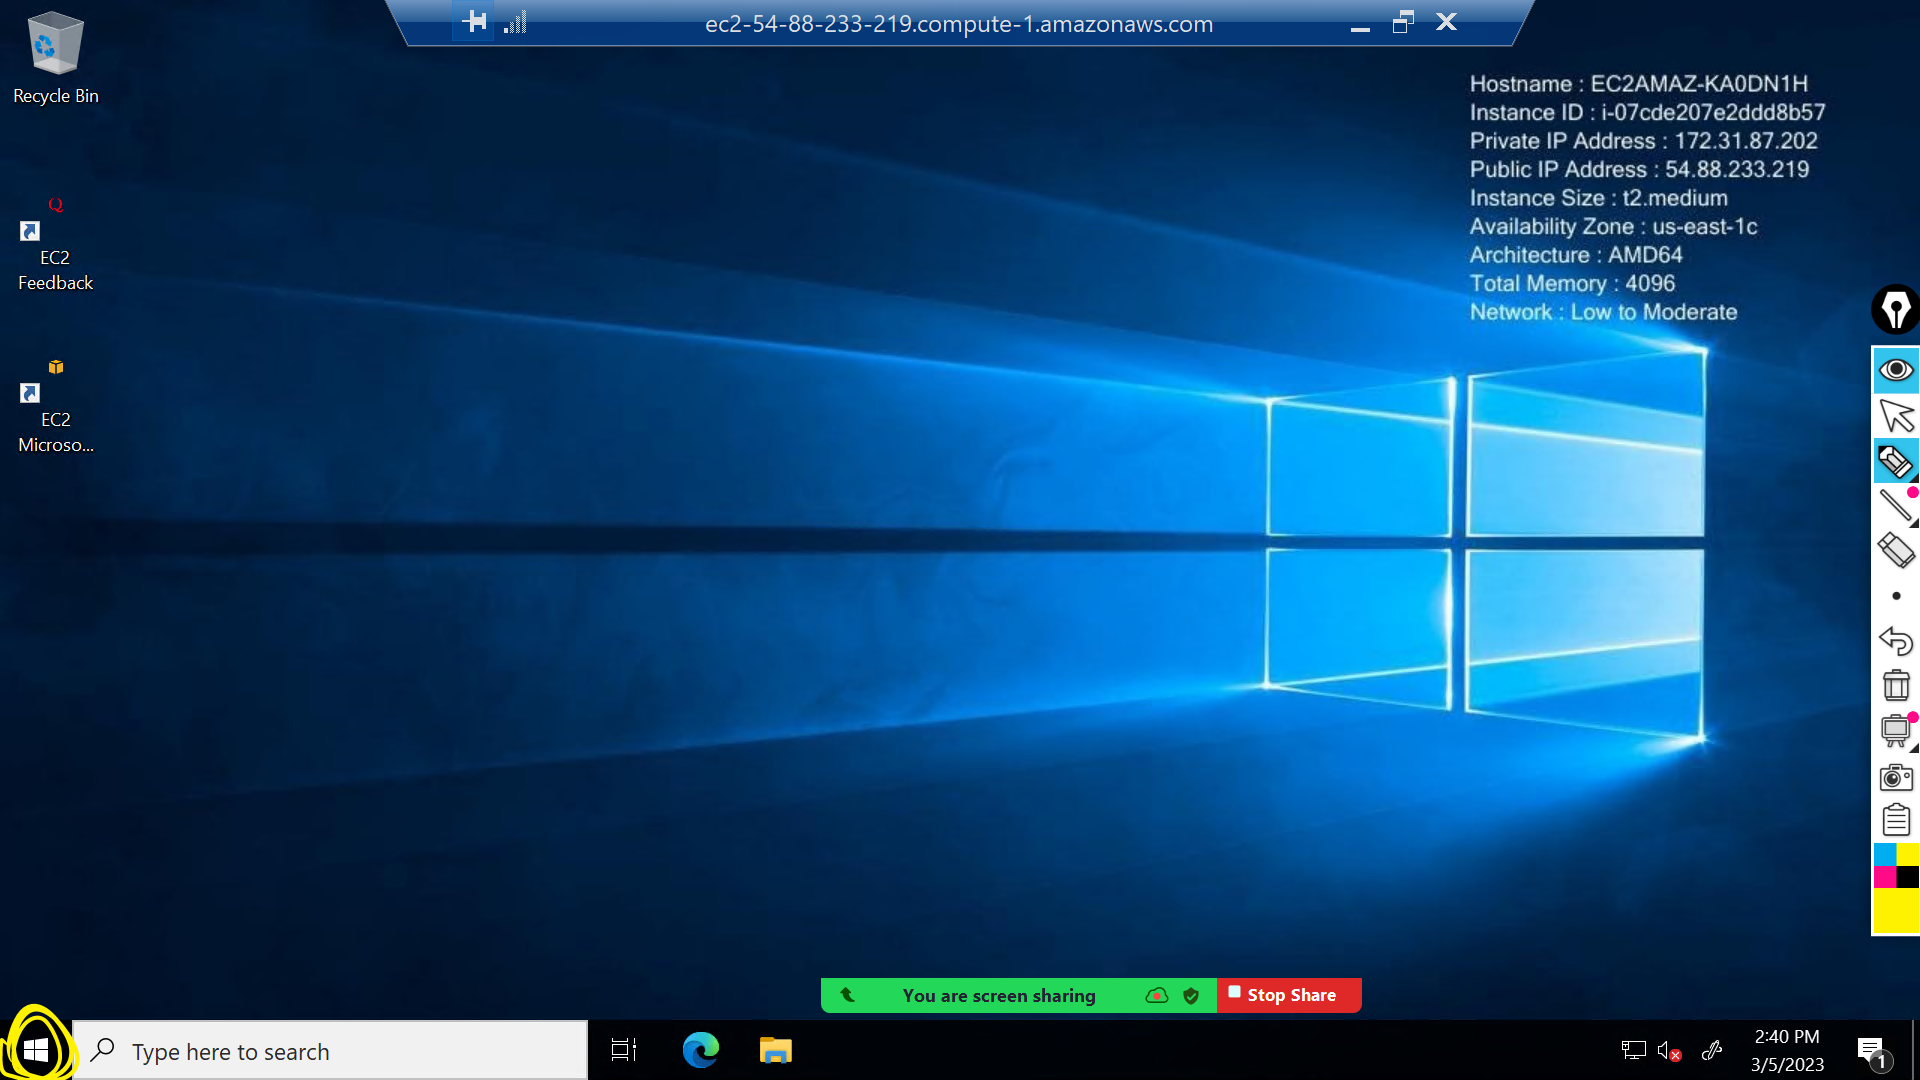 ec2-54-88-233-219.compute-1.amazonaws.com
Recycle Bin
Hostname : EC2AMAZ-KA0DN1H
Instance ID : i-07cde207e2ddd8b57
Private IP Address : 172.31.87.202
Public IP Address : 54.88.233.219
Instance Size : t2.medium
Availability Zone : us-east-1c
Architecture : AMD64
Total Memory : 4096
Network : Low to Moderate
Q
EC2
Feedback
EC2
Microso...
You are screen sharing
Stop Share
Type here to search
2:40 PM
3/5/2023
1